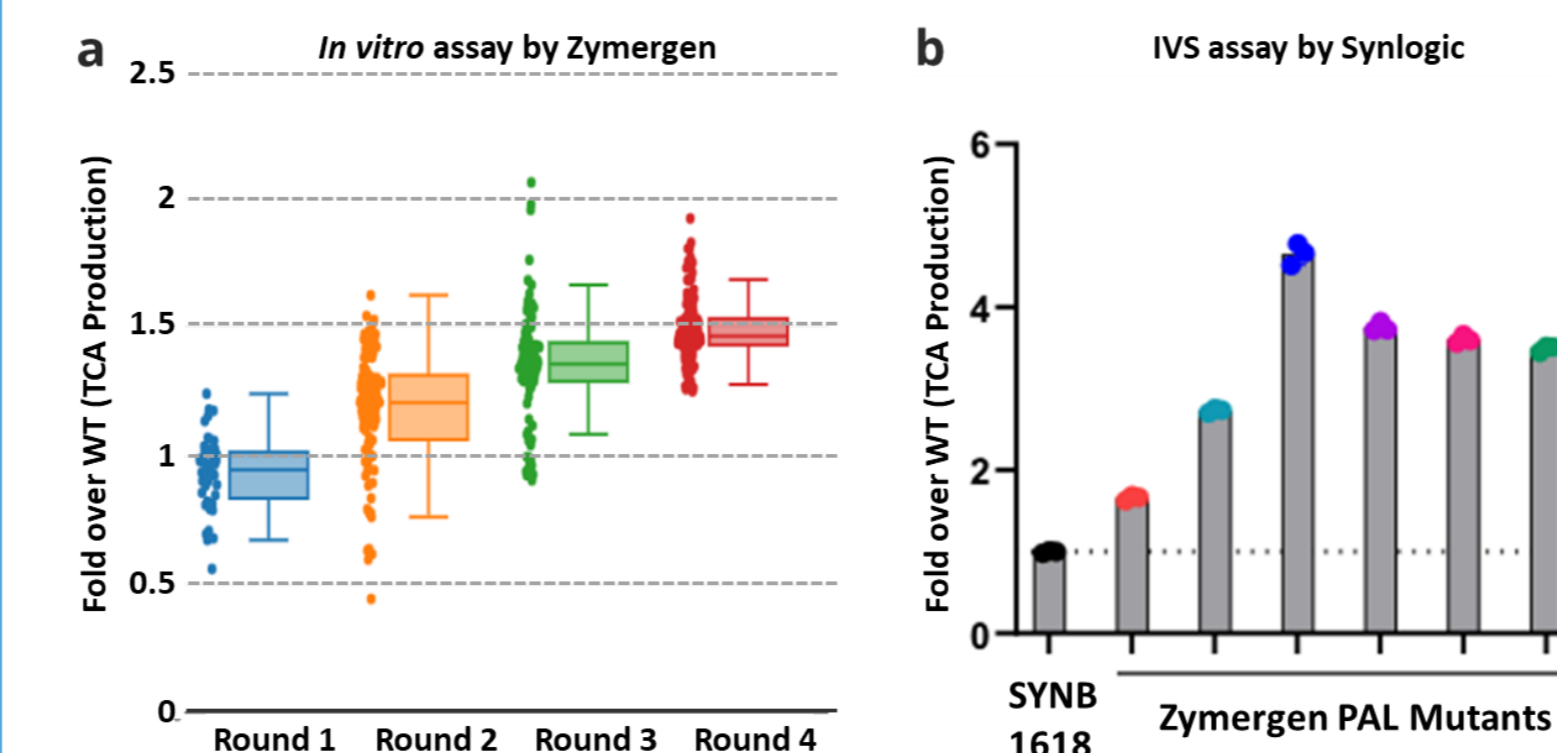 a
In vitro assay by Zymergen
2.5
2
1.5
1
0.5
0
Fold over WT (TCA Production)
Round 1 Round 2 Round 3 Round 4
b
IVS assay by Synlogic
6
4
2
0
Fold over WT (TCA Production)
SYNB
1618
Zymergen PAL Mutants